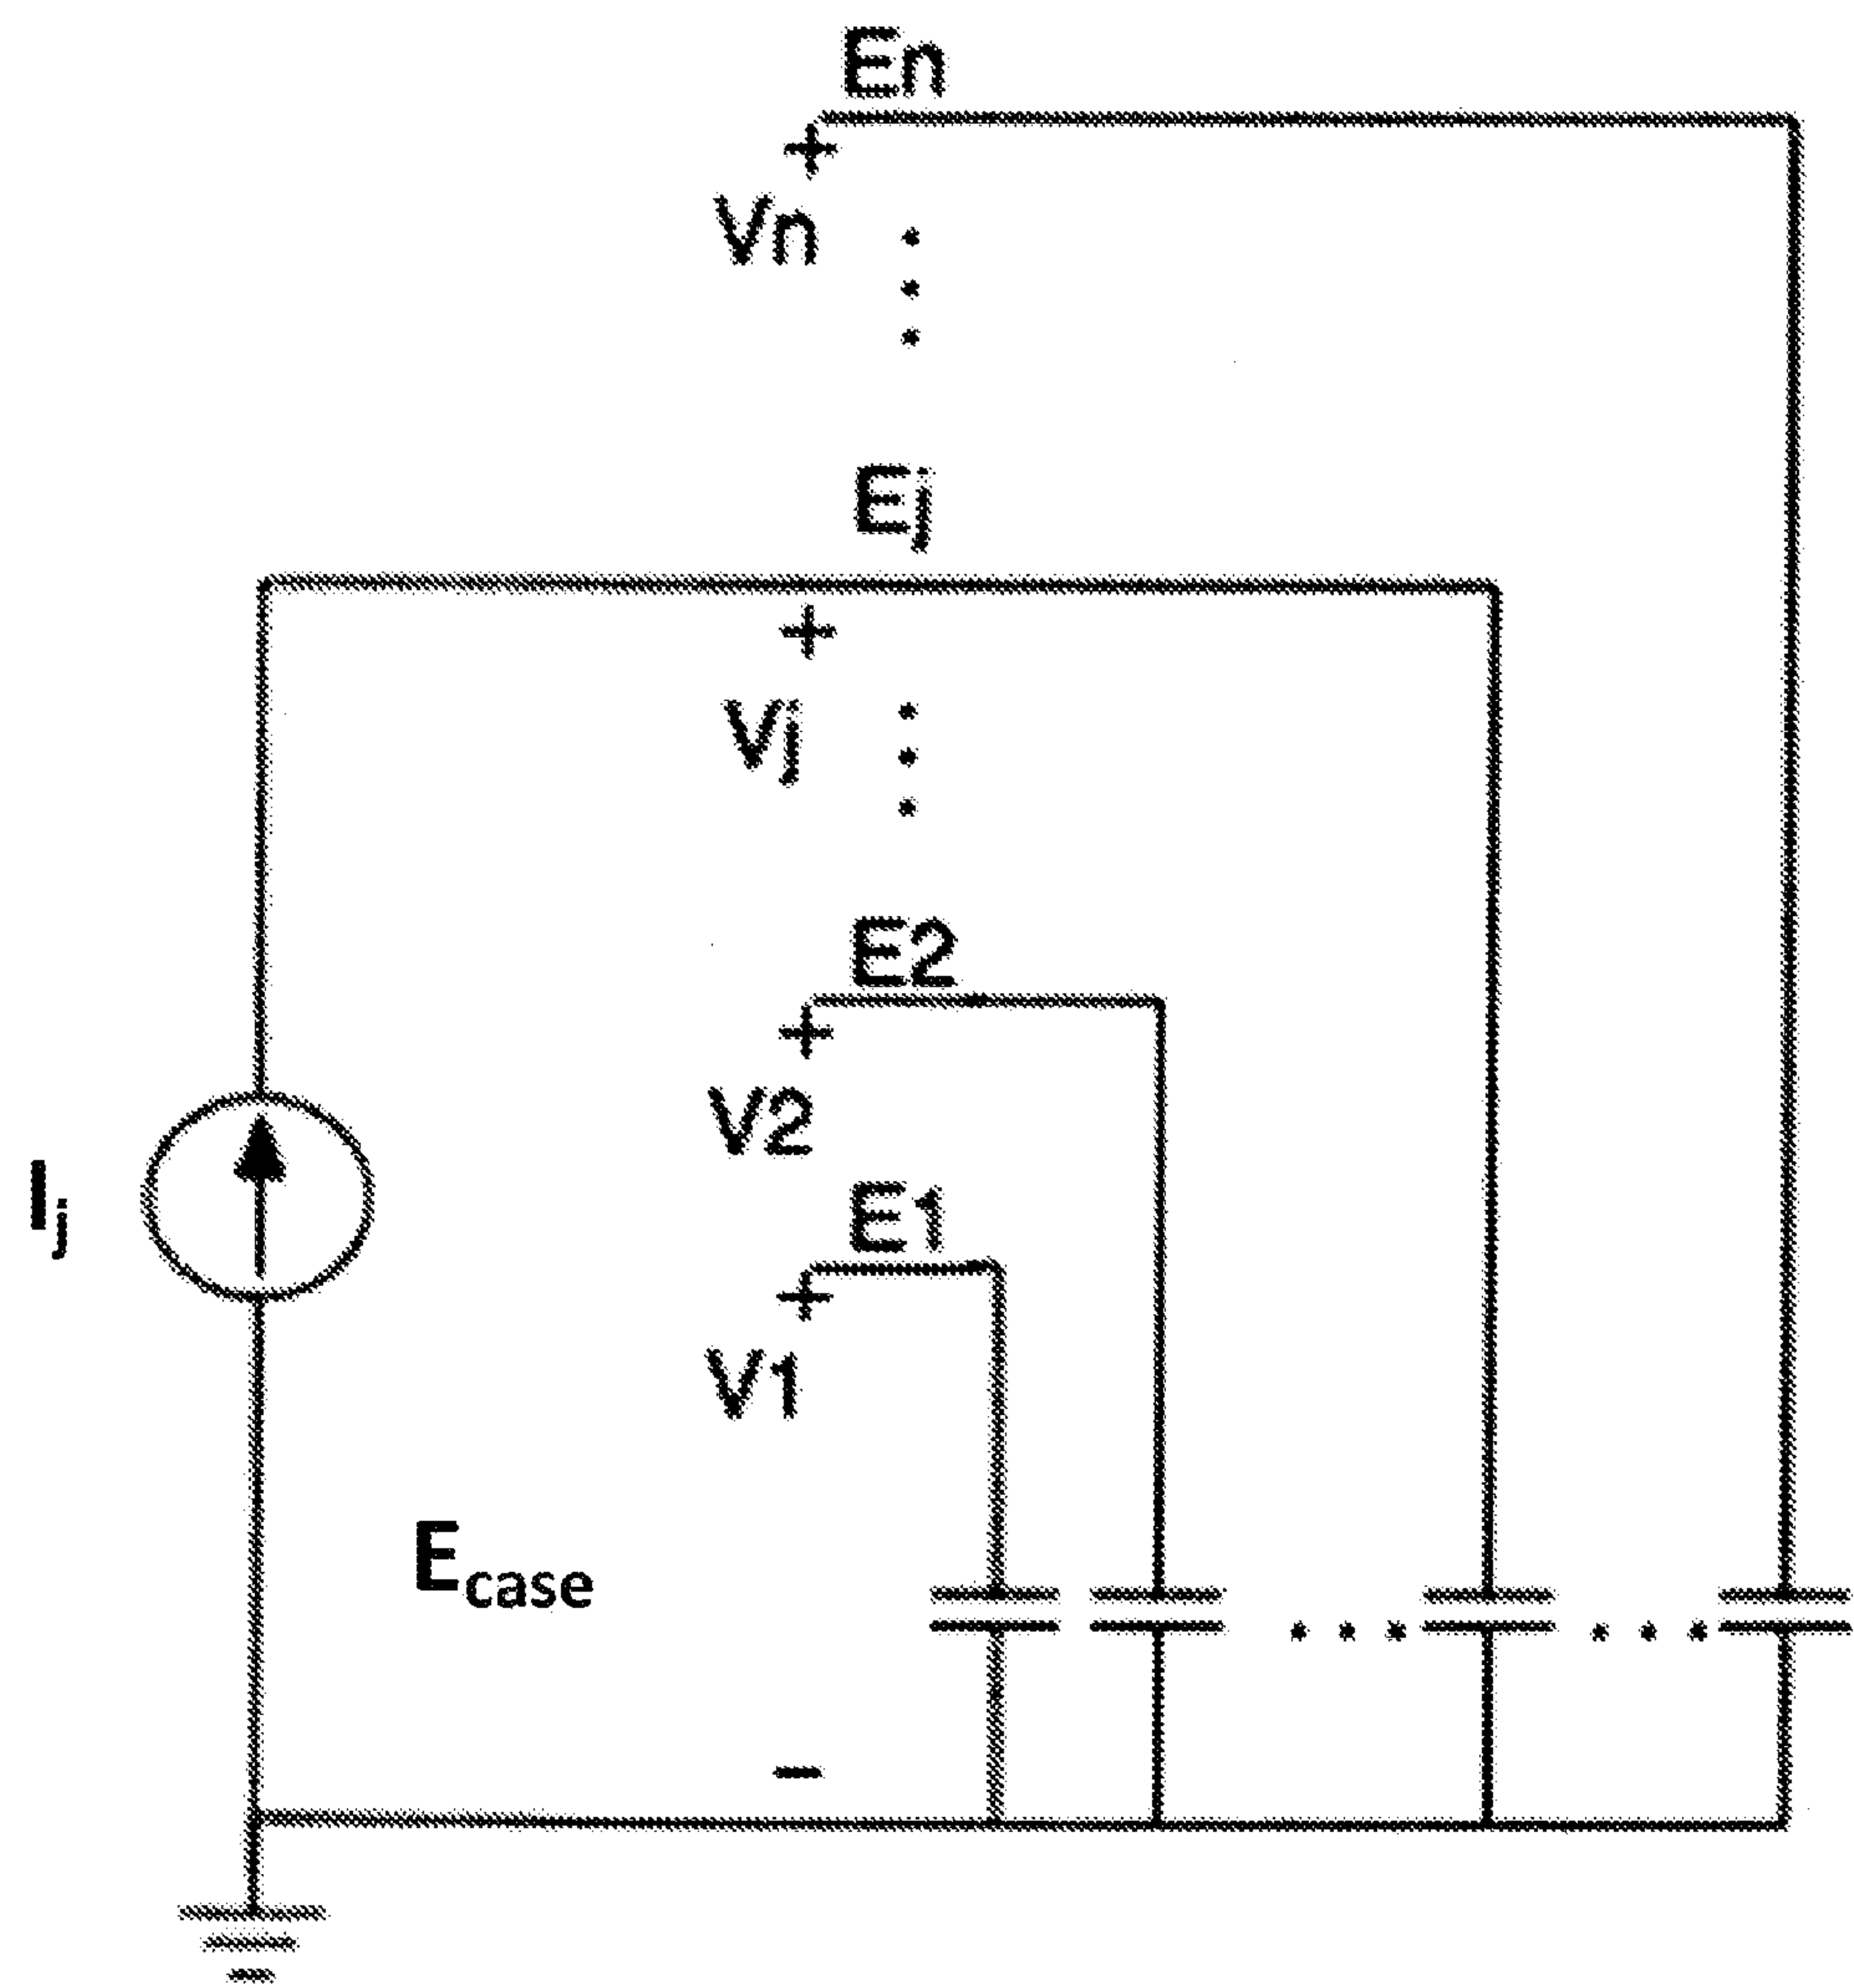 En
+
Vn
Ej
+
Vj
E2
+
V2
E1
+
V1
Ij
Ecase
−